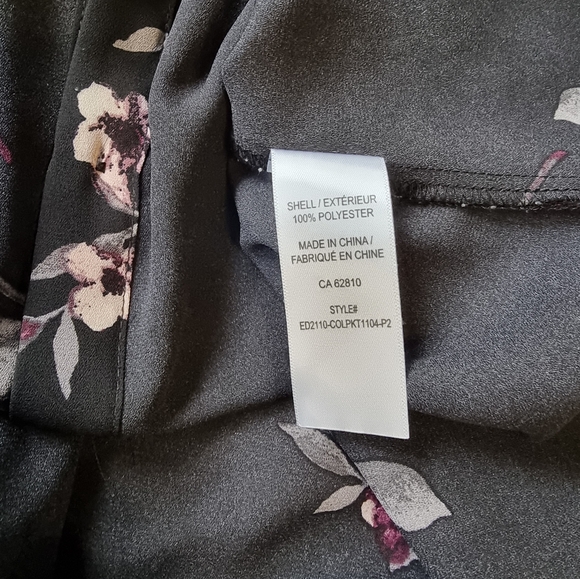 SHELL / EXTÉRIEUR
100% POLYESTER
MADE IN CHINA /
FABRIQUÉ EN CHINE
CA 62810
STYLE#
ED2110-COLPKT1104-P2